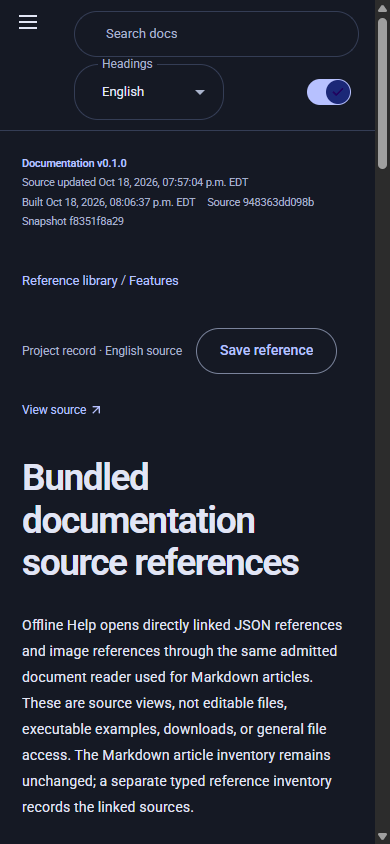 Search docs
Headings
English
Documentation v0.1.0
Source updated Oct 18, 2026, 07:57:04 p.m. EDT
Built Oct 18, 2026, 08:06:37 p.m. EDT Source 948363dd098b
Snapshot f8351f8a29
Reference library / Features
Project record · English source
Save reference
View source
Bundled
documentation
source references
Offline Help opens directly linked JSON references
and image references through the same admitted
document reader used for Markdown articles.
These are source views, not editable files,
executable examples, downloads, or general file
access. The Markdown article inventory remains
unchanged; a separate typed reference inventory
records the linked sources.